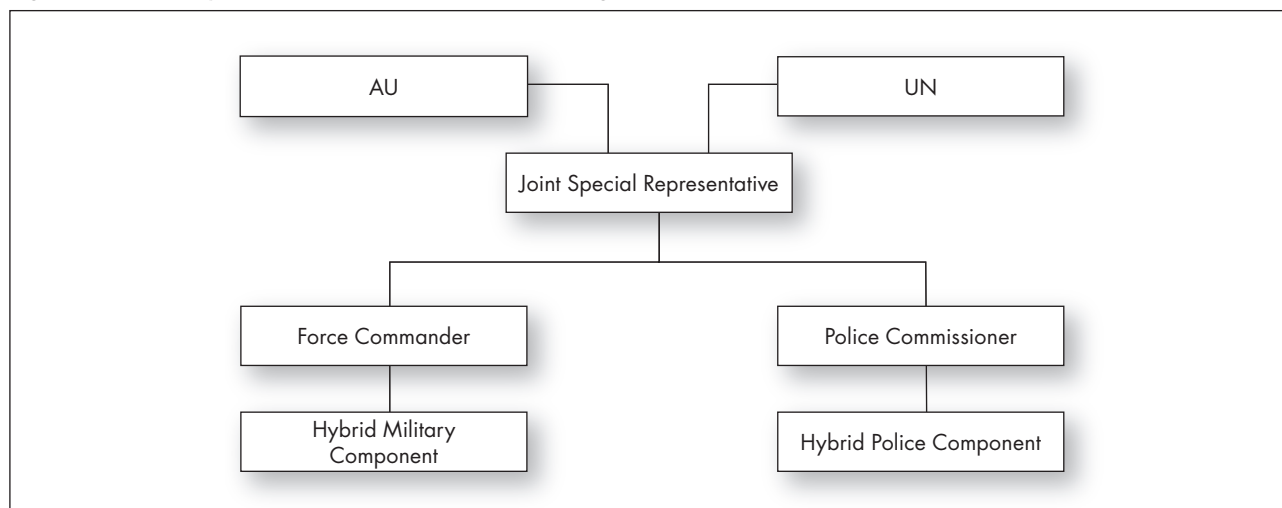 AU
UN
Joint Special Representative
Force Commander
Police Commissioner
Hybrid Military
Component
Hybrid Police Component